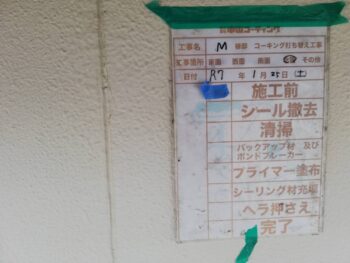 工事名 M 様邸 コーキング打ち替え工事
工事箇所 東面 西面 南面 その他
日付 R7 年 1月 25日(土)
施工前
シール撤去
清掃
バックアップ材 及び
ボンドブレーカー
プライマー塗布
シーリング材充填
ヘラ押さえ
完了